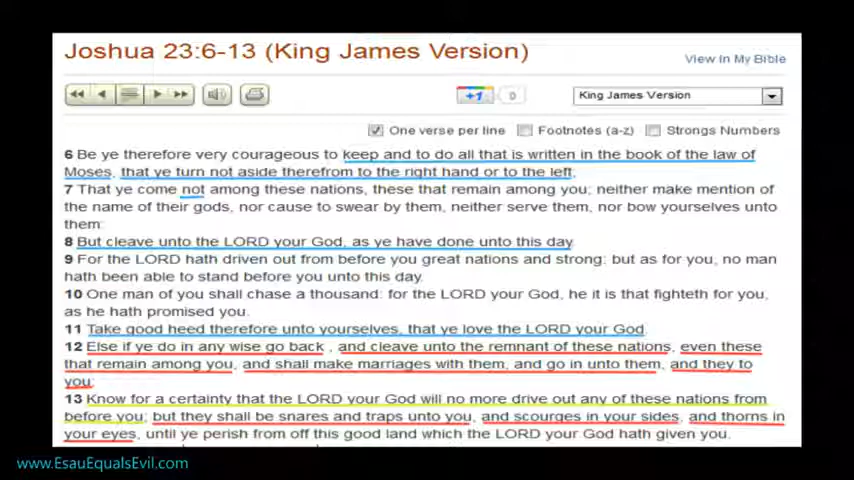 Joshua 23:6-13 (King James Version)
View In My Bible
+1 0 King James Version
One verse per line Footnotes (a-z) Strongs Numbers
6 Be ye therefore very courageous to keep and to do all that is written in the book of the law of
Moses, that ye turn not aside therefrom to the right hand or to the left;
7 That ye come not among these nations, these that remain among you; neither make mention of
the name of their gods, nor cause to swear by them, neither serve them, nor bow yourselves unto
them:
8 But cleave unto the LORD your God, as ye have done unto this day.
9 For the LORD hath driven out from before you great nations and strong: but as for you, no man
hath been able to stand before you unto this day.
10 One man of you shall chase a thousand: for the LORD your God, he it is that fighteth for you,
as he hath promised you.
11 Take good heed therefore unto yourselves, that ye love the LORD your God.
12 Else if ye do in any wise go back , and cleave unto the remnant of these nations, even these
that remain among you, and shall make marriages with them, and go in unto them, and they to
you:
13 Know for a certainty that the LORD your God will no more drive out any of these nations from
before you; but they shall be snares and traps unto you, and scourges in your sides, and thorns in
your eyes, until ye perish from off this good land which the LORD your God hath given you.
www.EsauEqualsEvil.com